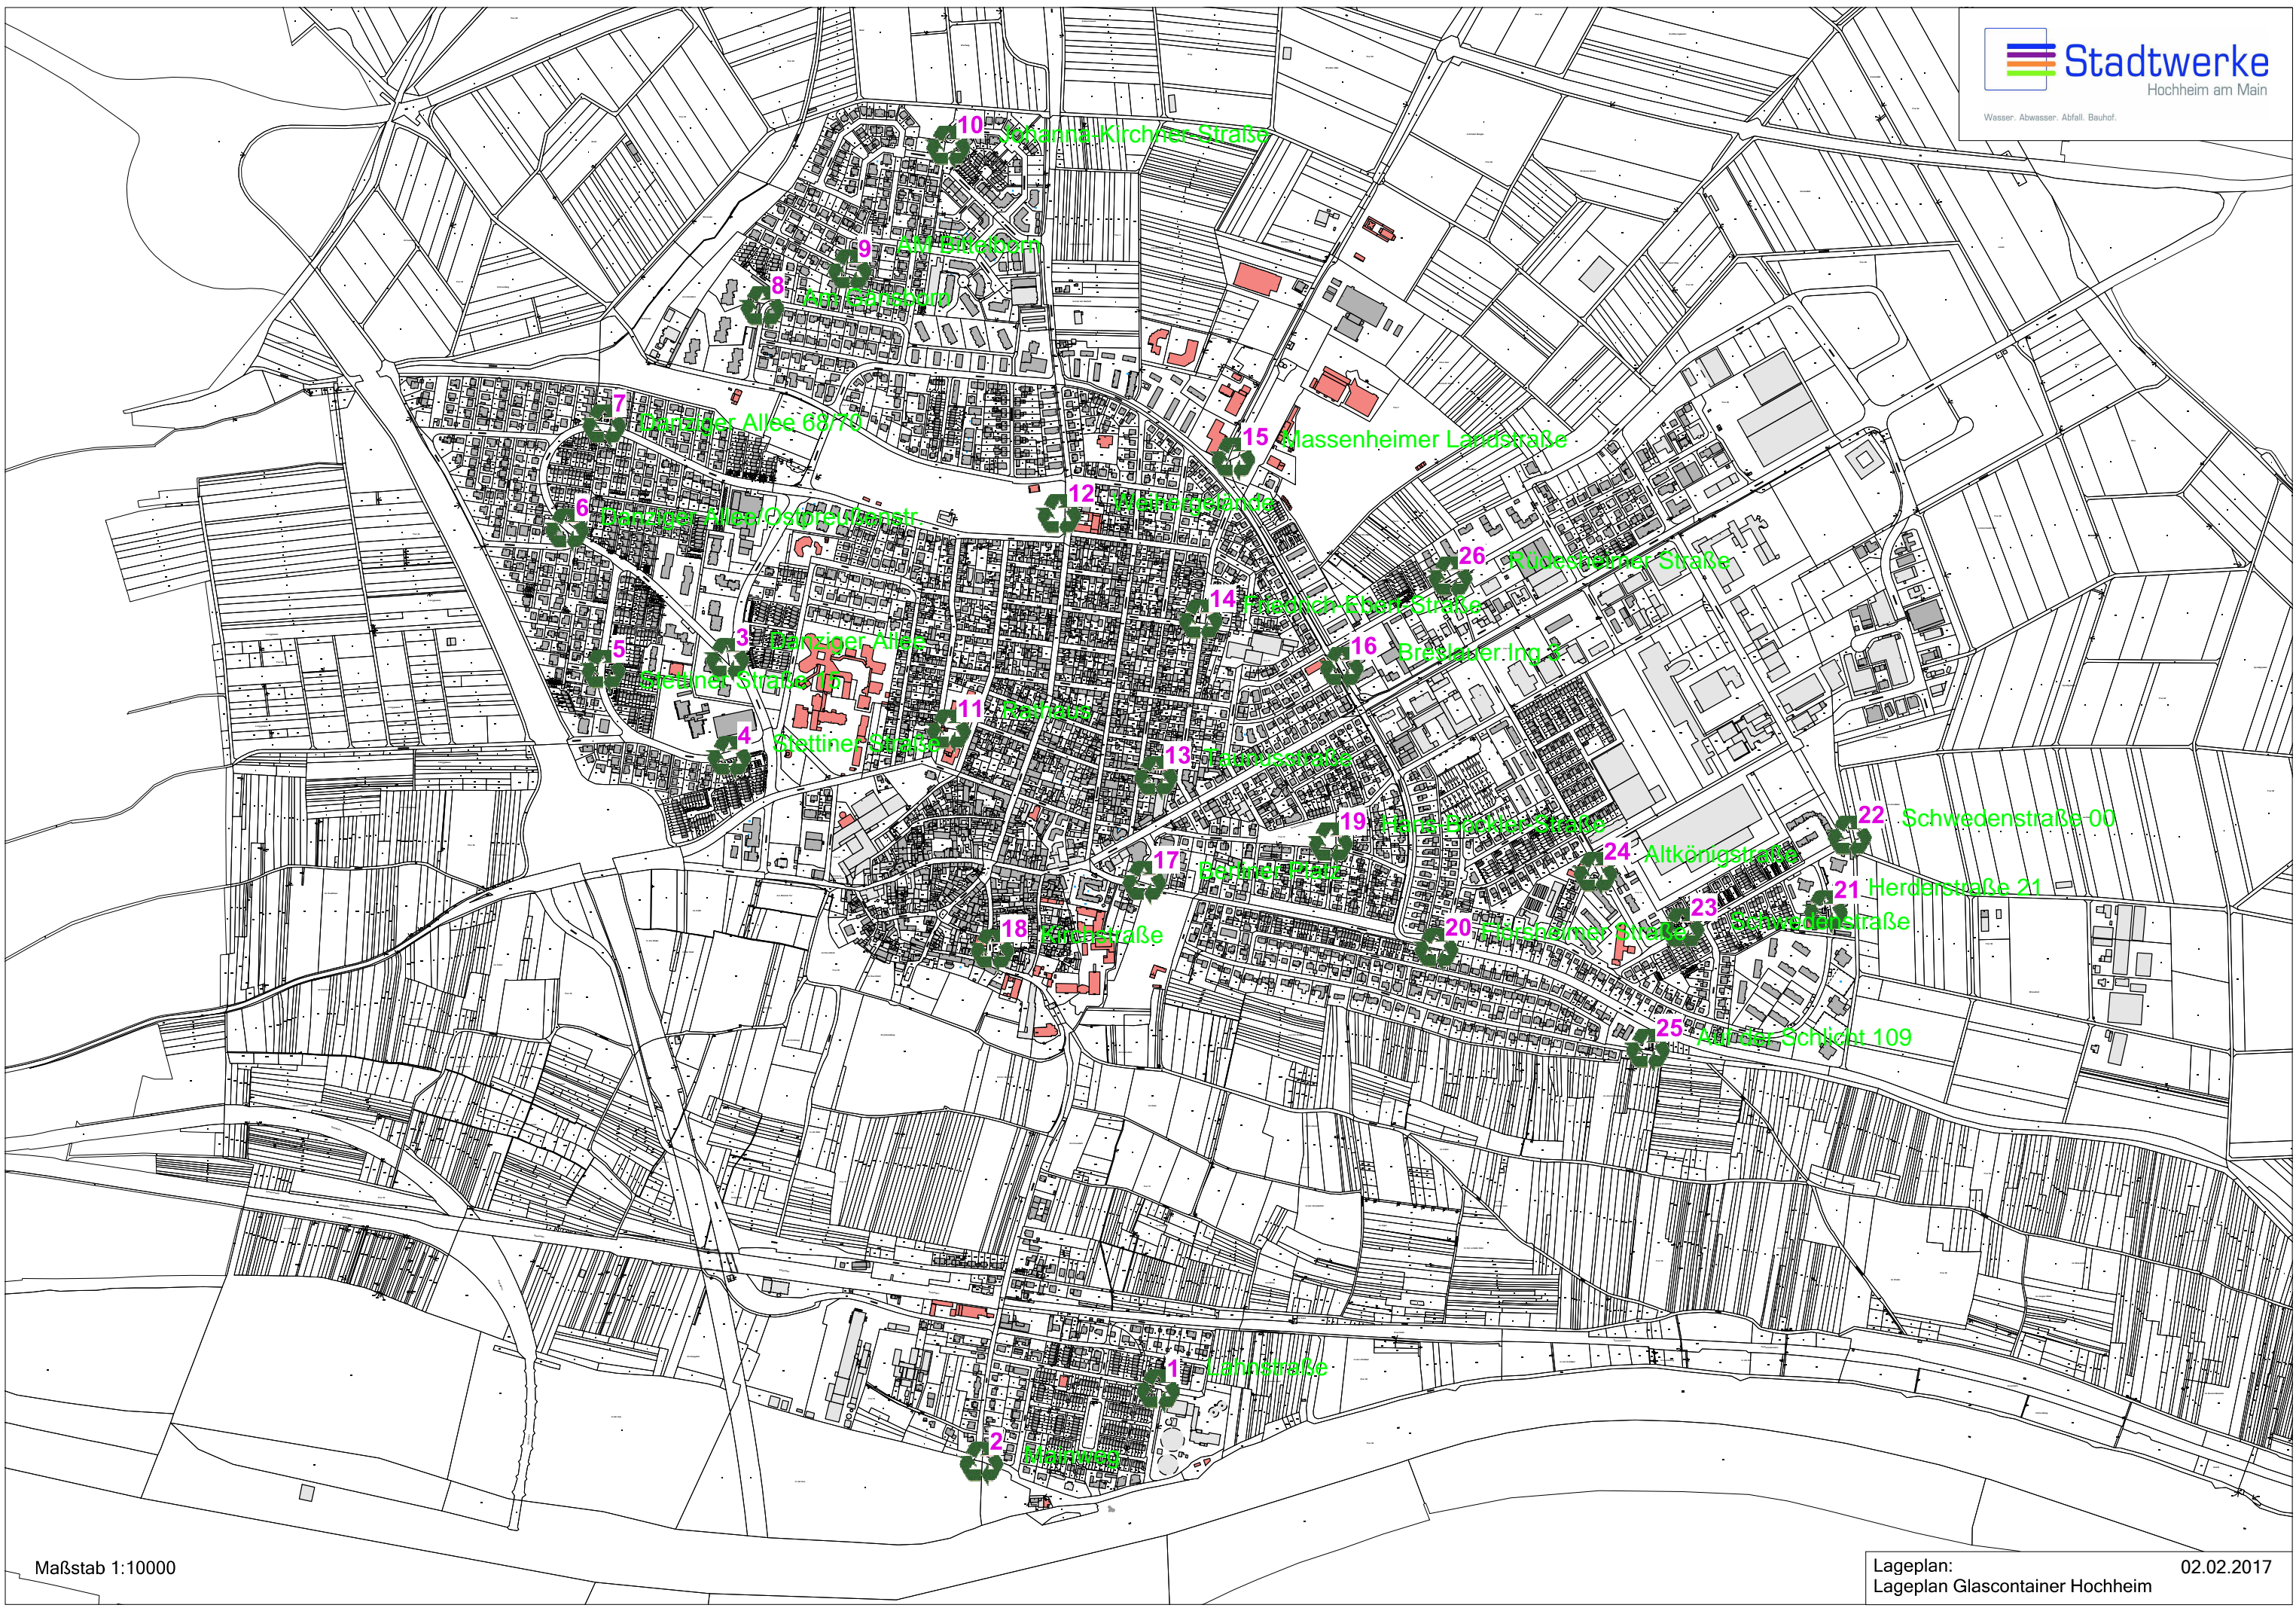 Stadtwerke
Hochheim am Main
Wasser. Abwasser. Abfall. Bauhof.
10 Johanna-Kirchner-Straße
9 AM Bittelborn
8 Am Gänsborn
7 Danziger Allee 68/70
15 Massenheimer Landstraße
12 Weihergelände
6 Danziger Allee/Ostpreußenstr.
26 Rüdesheimer Straße
14 Friedrich-Ebert-Straße
3 Danziger Allee
16 Breslauer Ing 3
5 Stettiner Straße 15
11 Rathaus
4 Stettiner Straße
13 Taunusstraße
22 Schwedenstraße 00
19 Hans-Böckler-Straße
24 Altkönigstraße
17 Berliner Platz
21 Herderstraße 21
23 Schwedenstraße
18 Kirchstraße
20 Flörsheimer Straße
25 Auf der Schlicht 109
1 Lahnstraße
2 Mainweg
Maßstab 1:10000
Lageplan: 02.02.2017
Lageplan Glascontainer Hochheim